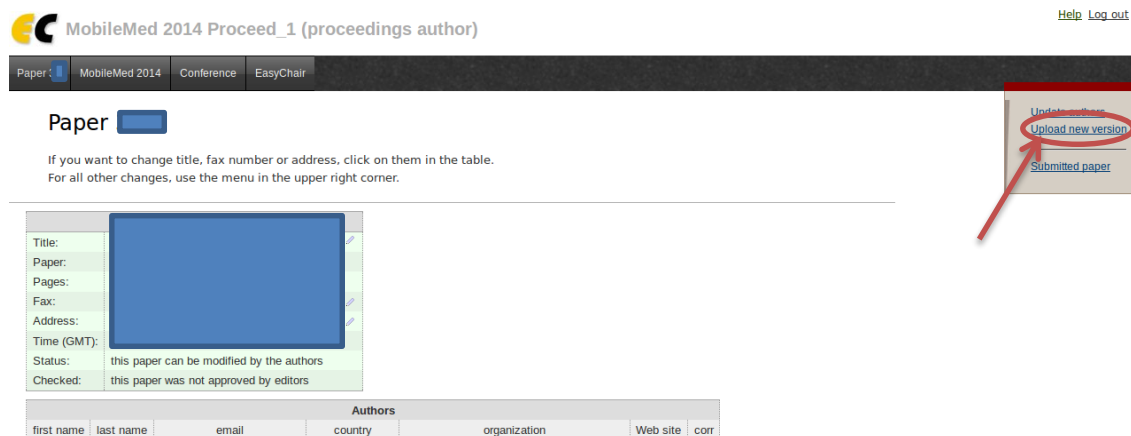 EC MobileMed 2014 Proceed_1 (proceedings author)
Help Log out
Paper MobileMed 2014 Conference EasyChair
Paper
If you want to change title, fax number or address, click on them in the table.
For all other changes, use the menu in the upper right corner.
Update authors
Upload new version
Submitted paper
Title:
Paper:
Pages:
Fax:
Address:
Time (GMT):
Status: this paper can be modified by the authors
Checked: this paper was not approved by editors
Authors
first name last name email country organization Web site corr